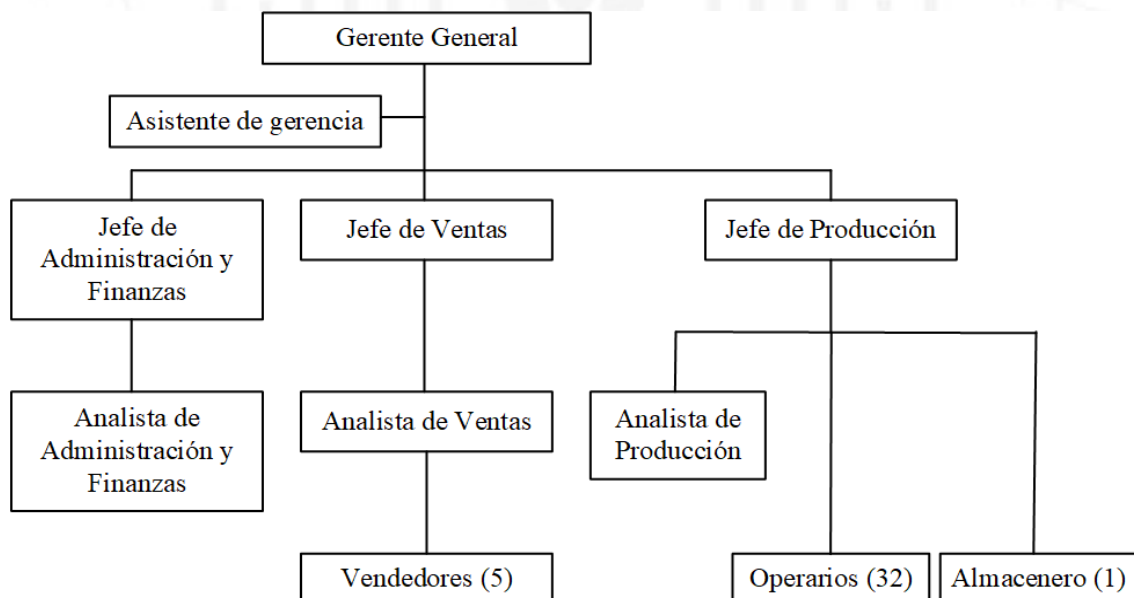 Gerente General
Asistente de gerencia
Jefe de
Administración y
Finanzas
Jefe de Ventas
Jefe de Producción
Analista de
Administración y
Finanzas
Analista de Ventas
Analista de
Producción
Vendedores (5)
Operarios (32)
Almacenero (1)